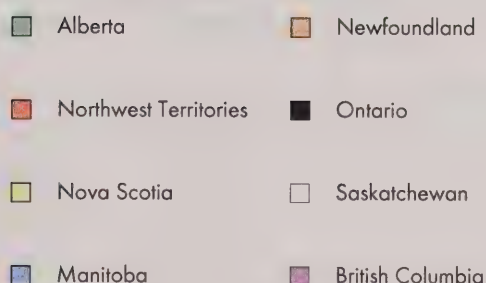 Alberta
Newfoundland
Northwest Territories
Ontario
Nova Scotia
Saskatchewan
Manitoba
British Columbia